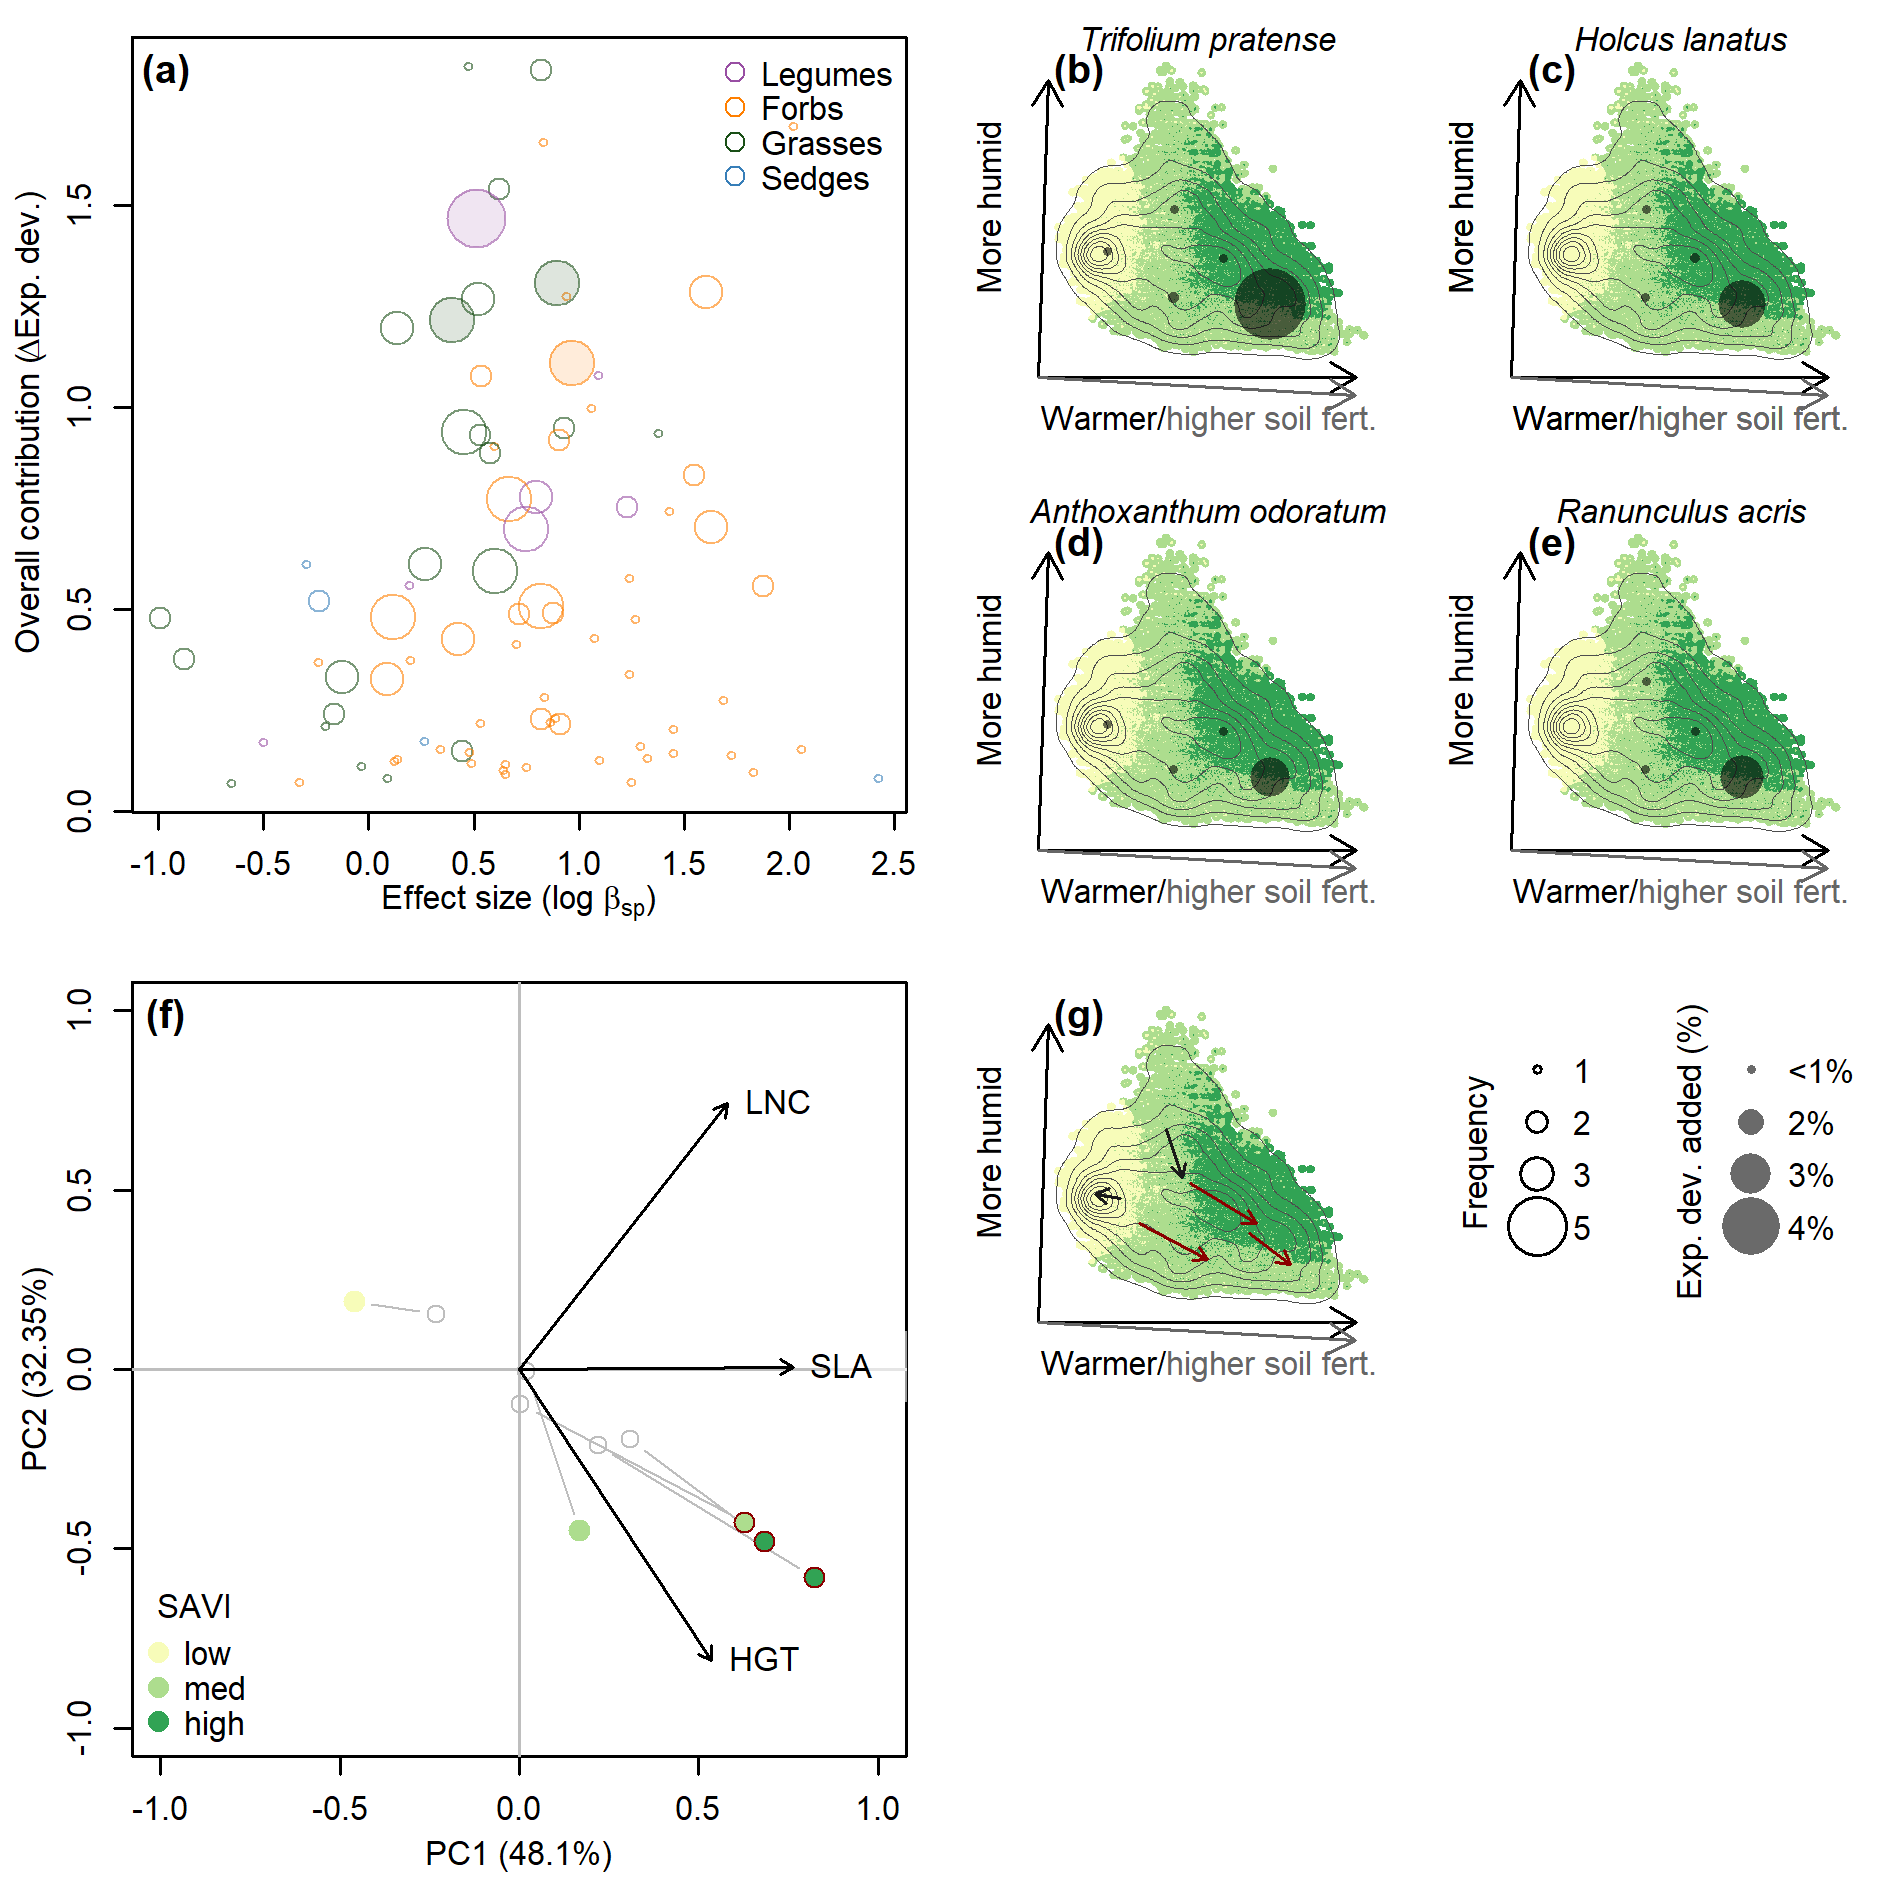 (a)
Legumes
Forbs
Grasses
Sedges
Overall contribution (ΔExp. dev.)
0.0
0.5
1.0
1.5
-1.0
-0.5
0.0
0.5
1.0
1.5
2.0
2.5
Effect size (log βsp)
Trifolium pratense
(b)
More humid
Warmer/higher soil fert.
Holcus lanatus
(c)
More humid
Warmer/higher soil fert.
Anthoxanthum odoratum
(d)
More humid
Warmer/higher soil fert.
Ranunculus acris
(e)
More humid
Warmer/higher soil fert.
(f)
LNC
SLA
HGT
PC2 (32.35%)
1.0
0.5
0.0
-0.5
-1.0
SAVI
low
med
high
-1.0
-0.5
0.0
0.5
1.0
PC1 (48.1%)
(g)
More humid
Warmer/higher soil fert.
Frequency
1
2
3
5
Exp. dev. added (%)
<1%
2%
3%
4%